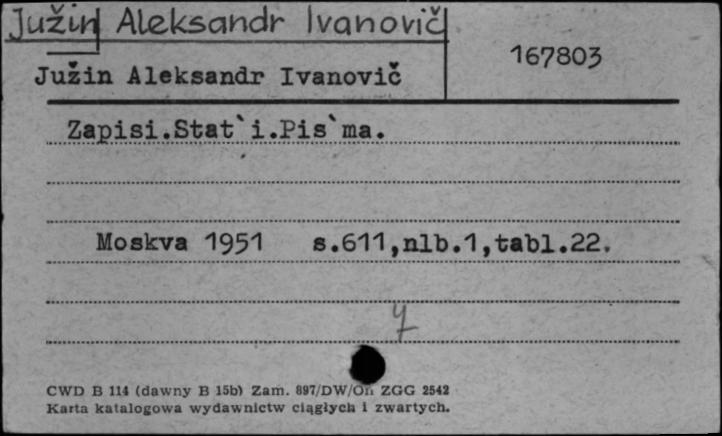 Južin Aleksandr Ivanovič
167803
Južin Aleksandr Ivanovič
Zapisi.Stat`i.Pis`ma.
Moskva 1951 s.611,nlb.1,tabl.22.
CWD B 114 (dawny B 15b) Zam. 897/DW/On ZGG 2542
Karta katalogowa wydawnictw ciągłych i zwartych.